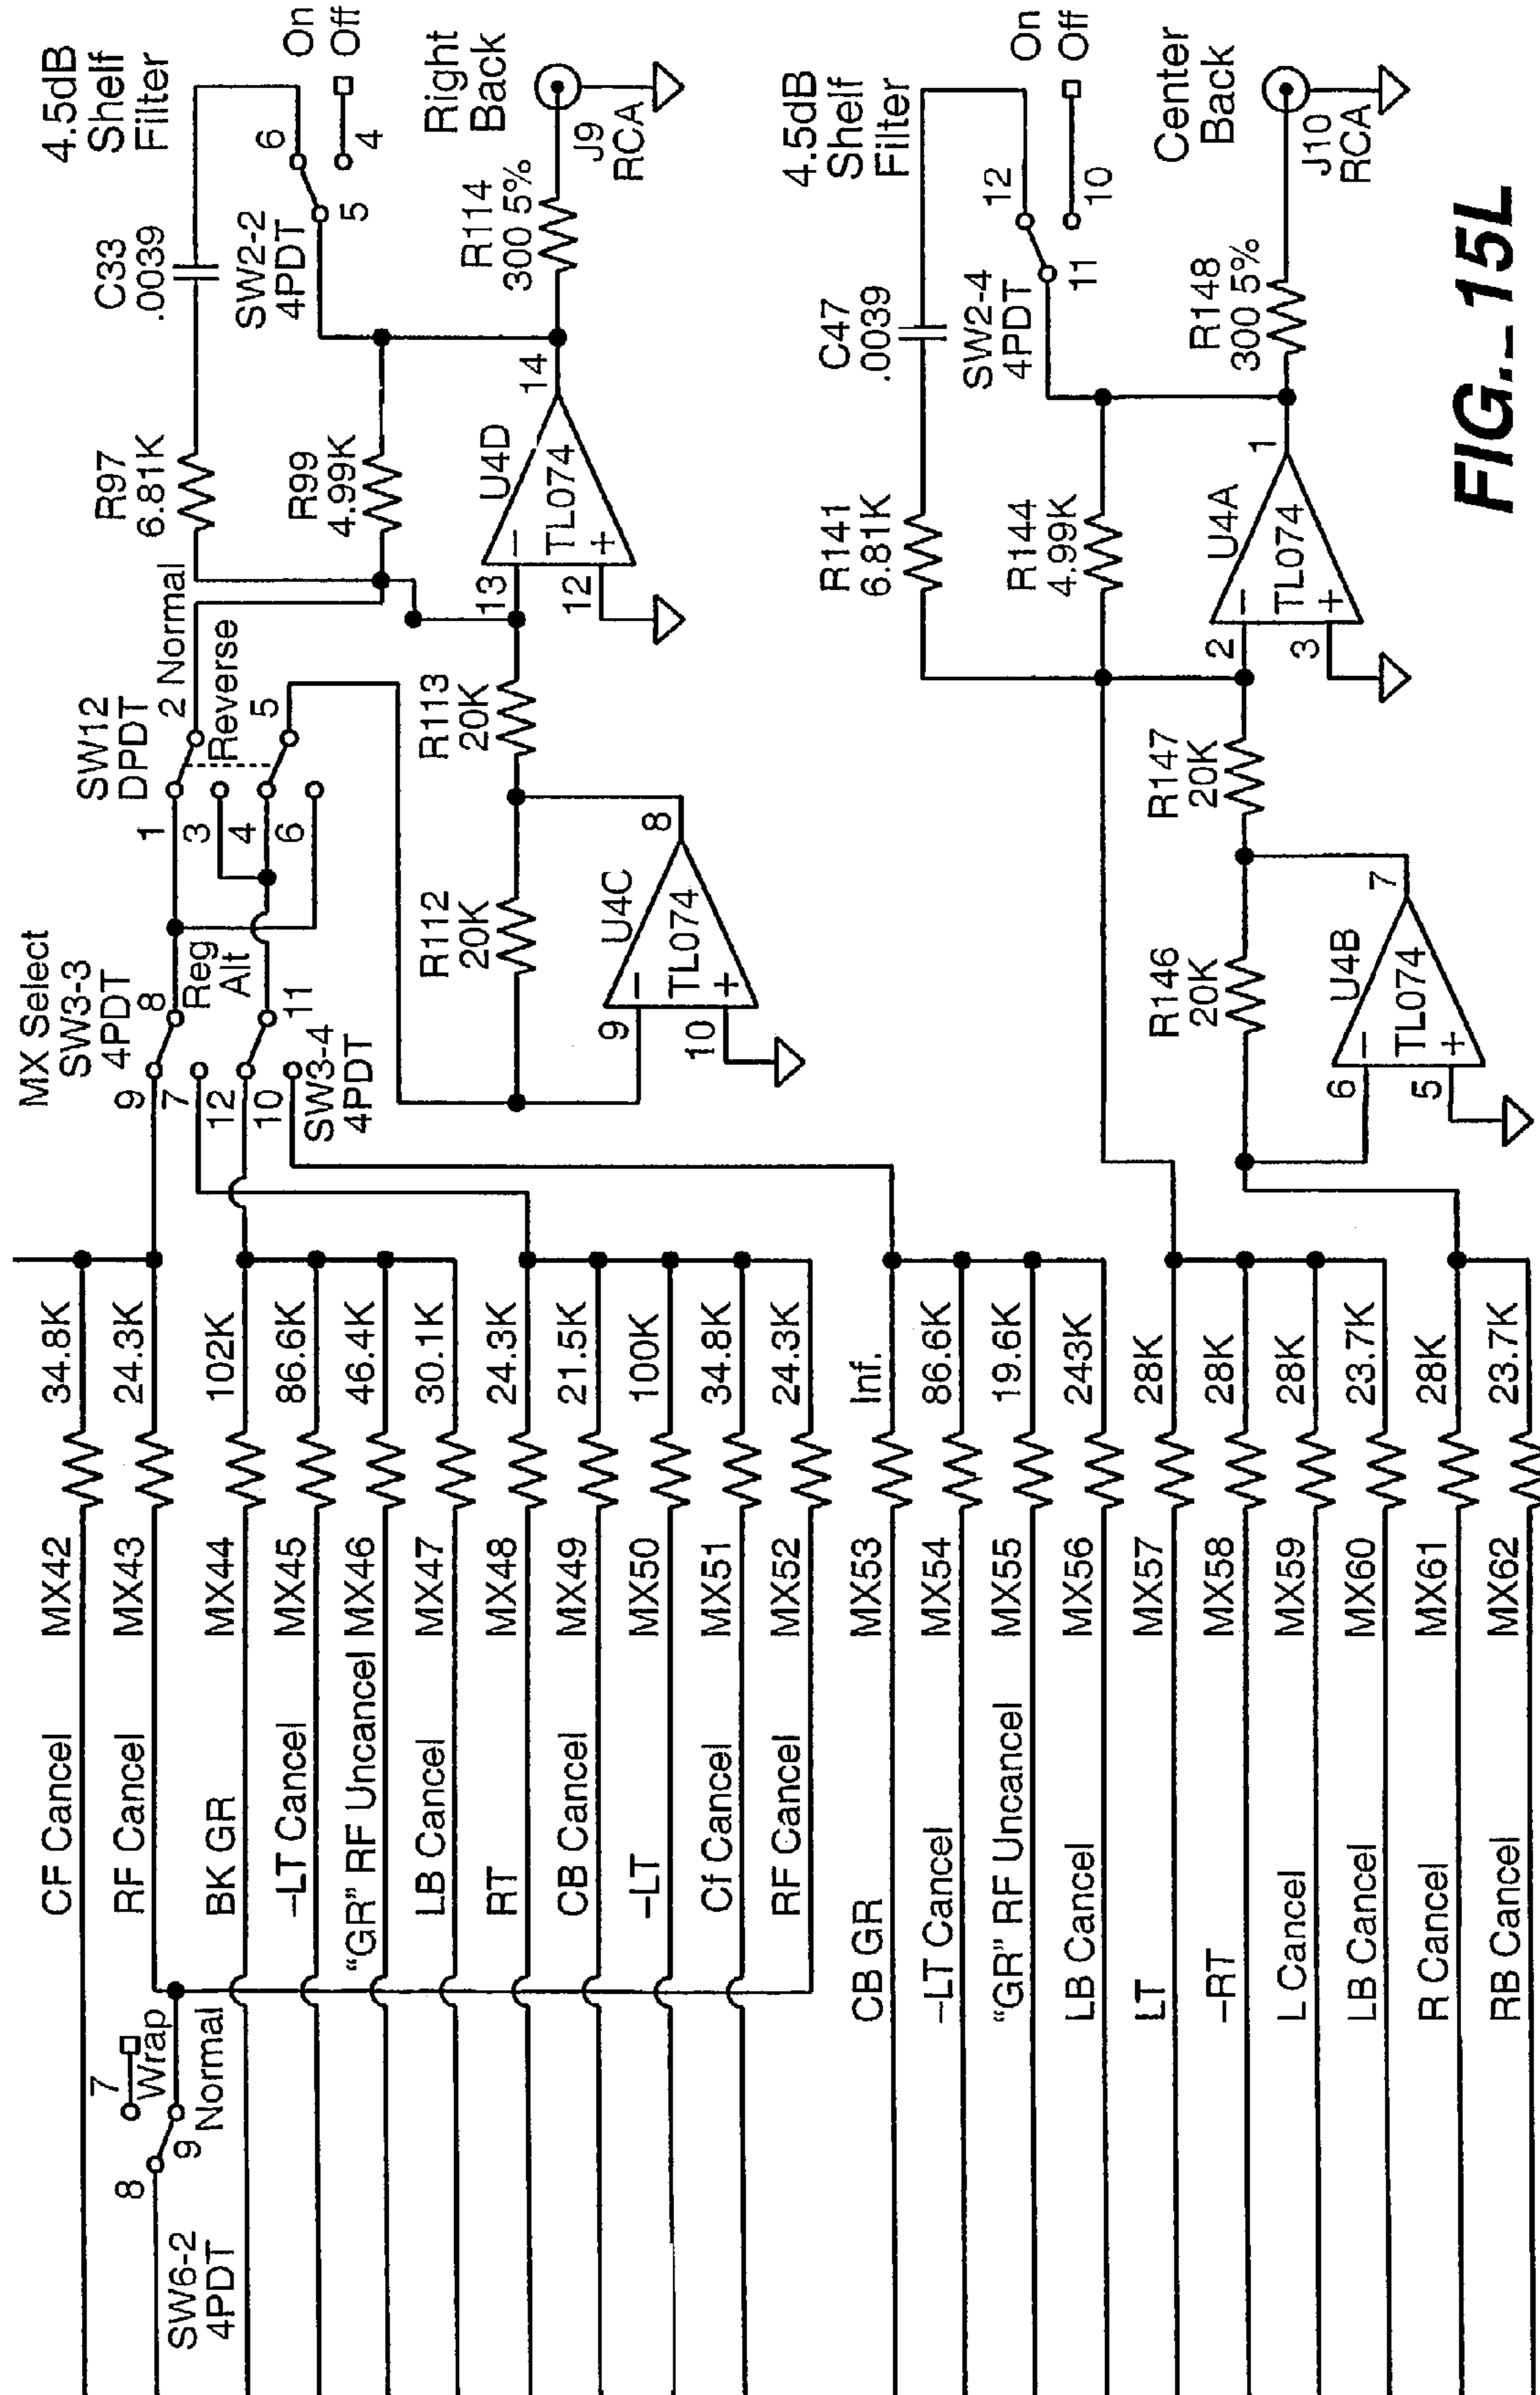 4.5dB
Shelf
Filter
On
Off
C33
.0039
6
4
SW2-2
4PDT
5
Right
Back
J9
RCA
R114
300 5%
R97
6.81K
R99
4.99K
14
U4D
TL074
−
+
13
12
SW12
DPDT
2
Normal
Reverse
5
1
3
4
6
R113
20K
R112
20K
8
U4C
TL074
−
+
9
10
MX Select
SW3-3
4PDT
8
Reg
Alt
11
9
7
12
10
SW3-4
4PDT
4.5dB
Shelf
Filter
On
Off
C47
.0039
12
10
SW2-4
4PDT
11
Center
Back
J10
RCA
R148
300 5%
R141
6.81K
R144
4.99K
1
U4A
TL074
−
+
2
3
R147
20K
R146
20K
7
U4B
TL074
−
+
6
5
CF Cancel MX42 34.8K
RF Cancel MX43 24.3K
BK GR MX44 102K
–LT Cancel MX45 86.6K
“GR” RF Uncancel MX46 46.4K
LB Cancel MX47 30.1K
RT MX48 24.3K
CB Cancel MX49 21.5K
–LT MX50 100K
Cf Cancel MX51 34.8K
RF Cancel MX52 24.3K
CB GR MX53 Inf.
–LT Cancel MX54 86.6K
“GR” RF Uncancel MX55 19.6K
LB Cancel MX56 243K
LT MX57 28K
–RT MX58 28K
L Cancel MX59 28K
LB Cancel MX60 23.7K
R Cancel MX61 28K
RB Cancel MX62 23.7K
7
Wrap
8
9
Normal
SW6-2
4PDT
FIG._15L